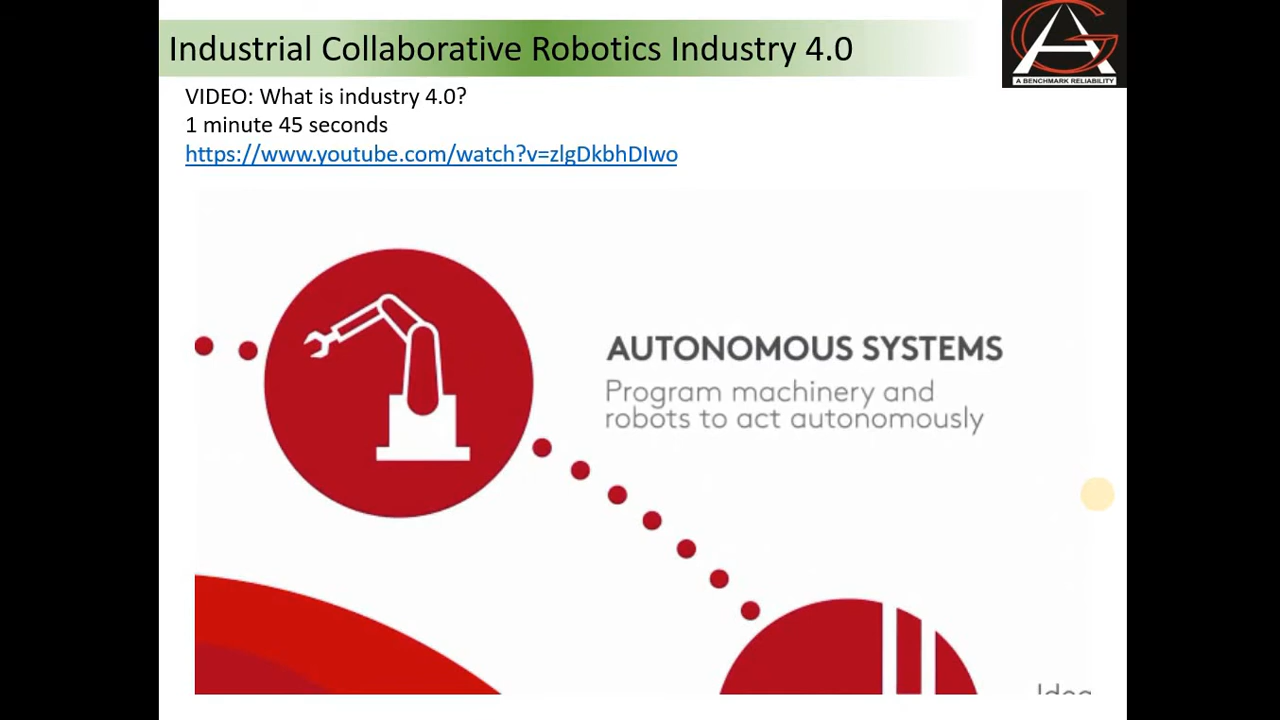 Industrial Collaborative Robotics Industry 4.0
A BENCHMARK RELIABILITY
VIDEO: What is industry 4.0?
1 minute 45 seconds
https://www.youtube.com/watch?v=zlgDkbhDIwo
AUTONOMOUS SYSTEMS
Program machinery and
robots to act autonomously